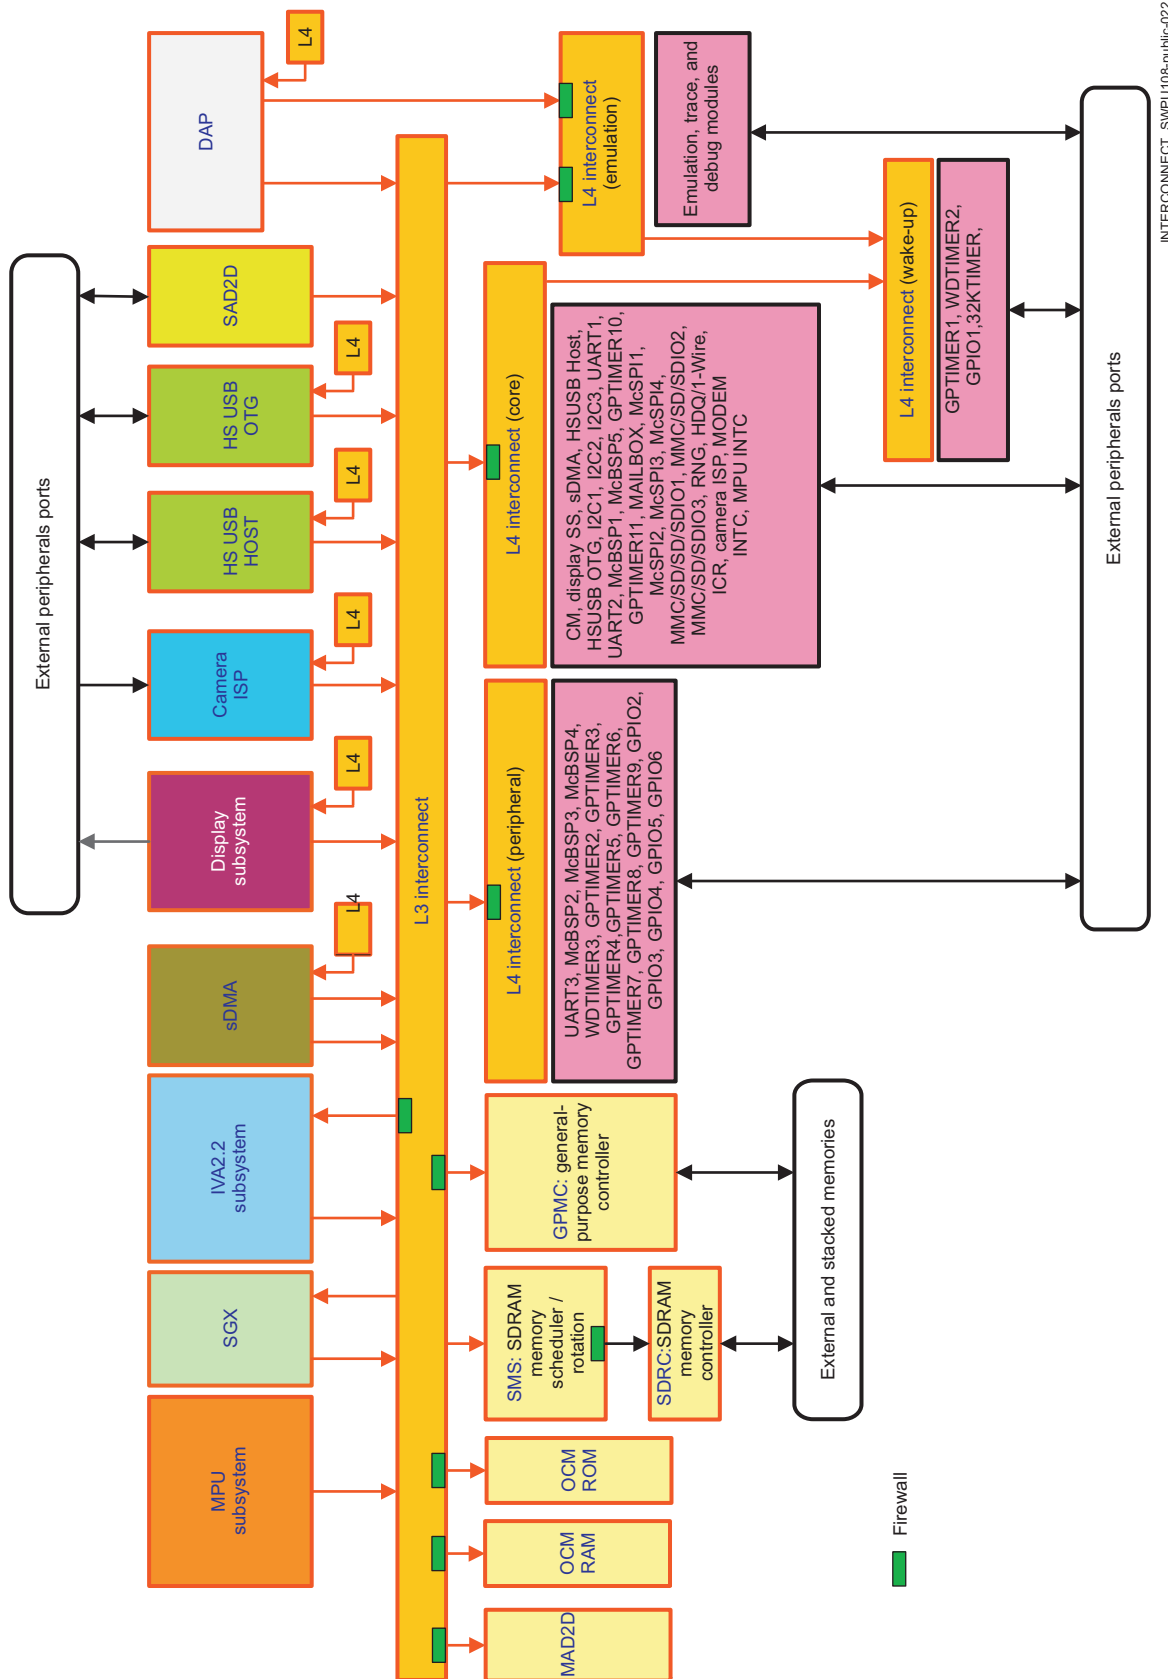 External peripherals ports
MPU
subsystem
SGX
IVA2.2
subsystem
sDMA
Display
subsystem
Camera
ISP
HS USB
HOST
HS USB
OTG
SAD2D
DAP
L4
L4
L4
L4
L4
L4
L3 interconnect
MAD2D
OCM
RAM
OCM
ROM
SMS: SDRAM
memory
scheduler /
rotation
SDRC:SDRAM
memory
controller
GPMC: general-
purpose memory
controller
External and stacked memories
L4 interconnect (peripheral)
UART3, McBSP2, McBSP3, McBSP4,
WDTIMER3, GPTIMER2, GPTIMER3,
GPTIMER4,GPTIMER5, GPTIMER6,
GPTIMER7, GPTIMER8, GPTIMER9, GPIO2,
GPIO3, GPIO4, GPIO5, GPIO6
L4 interconnect (core)
CM, display SS, sDMA, HSUSB Host,
HSUSB OTG, I2C1, I2C2, I2C3, UART1,
UART2, McBSP1, McBSP5, GPTIMER10,
GPTIMER11, MAILBOX, McSPI1,
McSPI2, McSPI3, McSPI4,
MMC/SD/SDIO1, MMC/SD/SDIO2,
MMC/SD/SDIO3, RNG, HDQ/1-Wire,
ICR, camera ISP, MODEM
INTC, MPU INTC
L4 interconnect
(emulation)
Emulation, trace, and
debug modules
L4 interconnect (wake-up)
GPTIMER1, WDTIMER2,
GPIO1,32KTIMER,
External peripherals ports
Firewall
INTERCONNECT_SWPU108-public-022